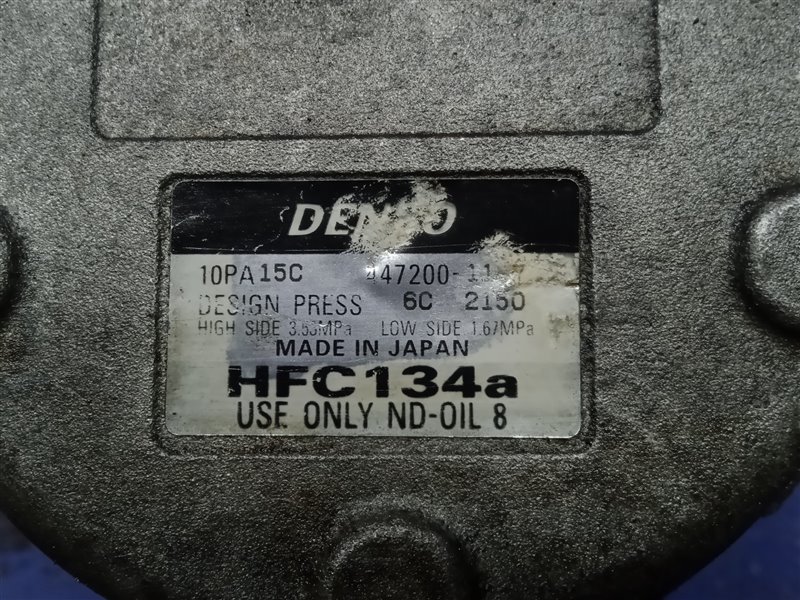 DENSO
10PA15C
DESIGN PRESS 6C 2150
HIGH SIDE 3.53MPa LOW SIDE 1.67MPa
MADE IN JAPAN
HFC134a
USE ONLY ND-OIL 8